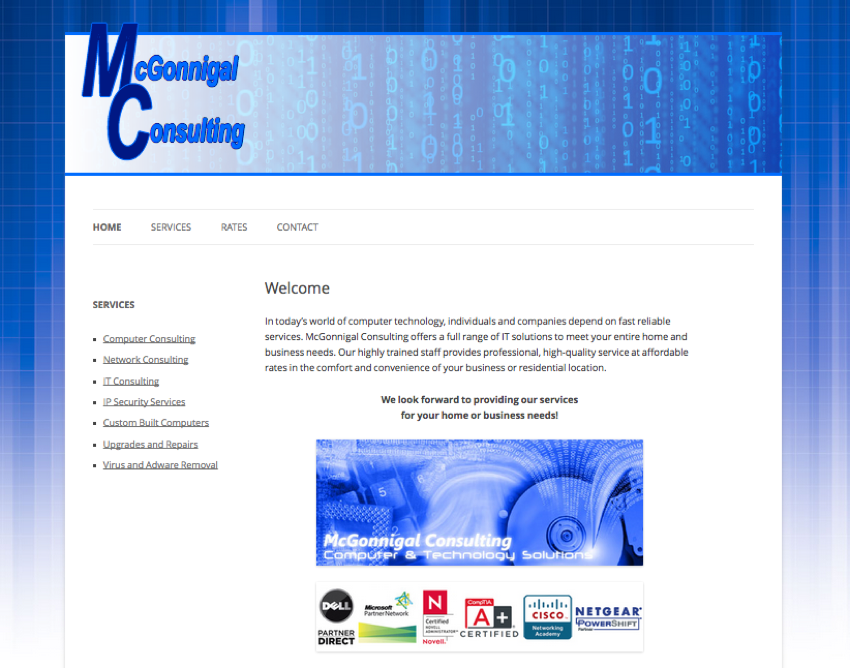 McGonnigal
Consulting
HOME SERVICES RATES CONTACT
SERVICES
Computer Consulting
Network Consulting
IT Consulting
IP Security Services
Custom Built Computers
Upgrades and Repairs
Virus and Adware Removal
Welcome
In today's world of computer technology, individuals and companies depend on fast reliable
services. McGonnigal Consulting offers a full range of IT solutions to meet your entire home and
business needs. Our highly trained staff provides professional, high-quality service at affordable
rates in the comfort and convenience of your business or residential location.
We look forward to providing our services
for your home or business needs!
McGonnigal Consulting
Computer & Technology Solutions
DELL
PARTNER
DIRECT
Microsoft
Partner Network
N
Certified
NOVELL
ADMINISTRATOR
Novell.
CompTIA
A+
CERTIFIED
CISCO
Networking
Academy
NETGEAR
POWERSHIFT
Partner